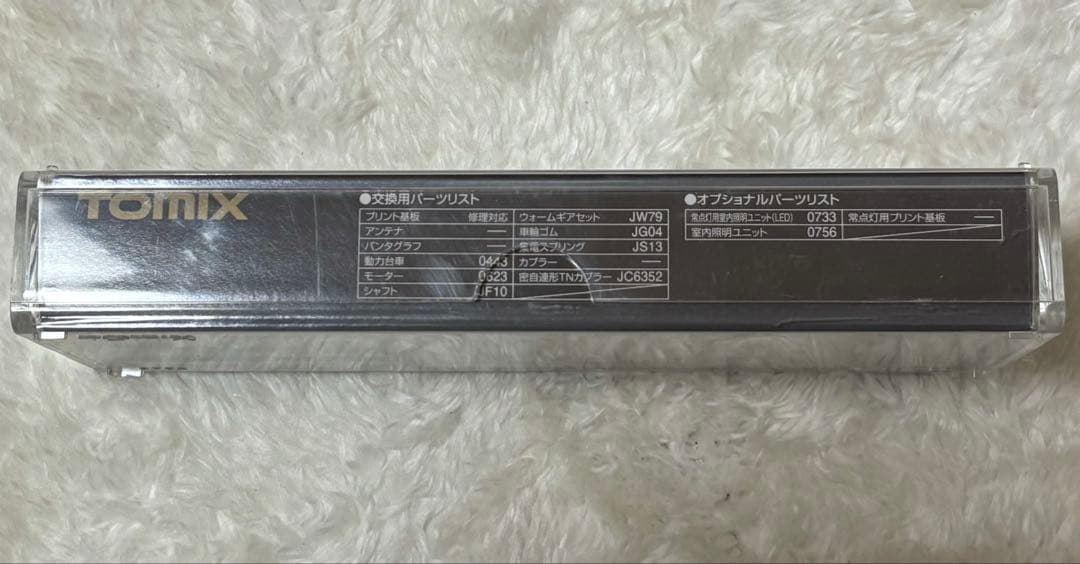 TOMIX
●交換用パーツリスト
プリント基板 修理対応
アンテナ —
パンタグラフ —
動力台車 0443
モーター 0623
シャフト JF10
ウォームギアセット JW79
車輪ゴム JG04
集電スプリング JS13
カプラー —
密自連形TNカプラー JC6352
●オプショナルパーツリスト
常点灯用室内照明ユニット(LED) 0733
室内照明ユニット 0756
常点灯用プリント基板 —